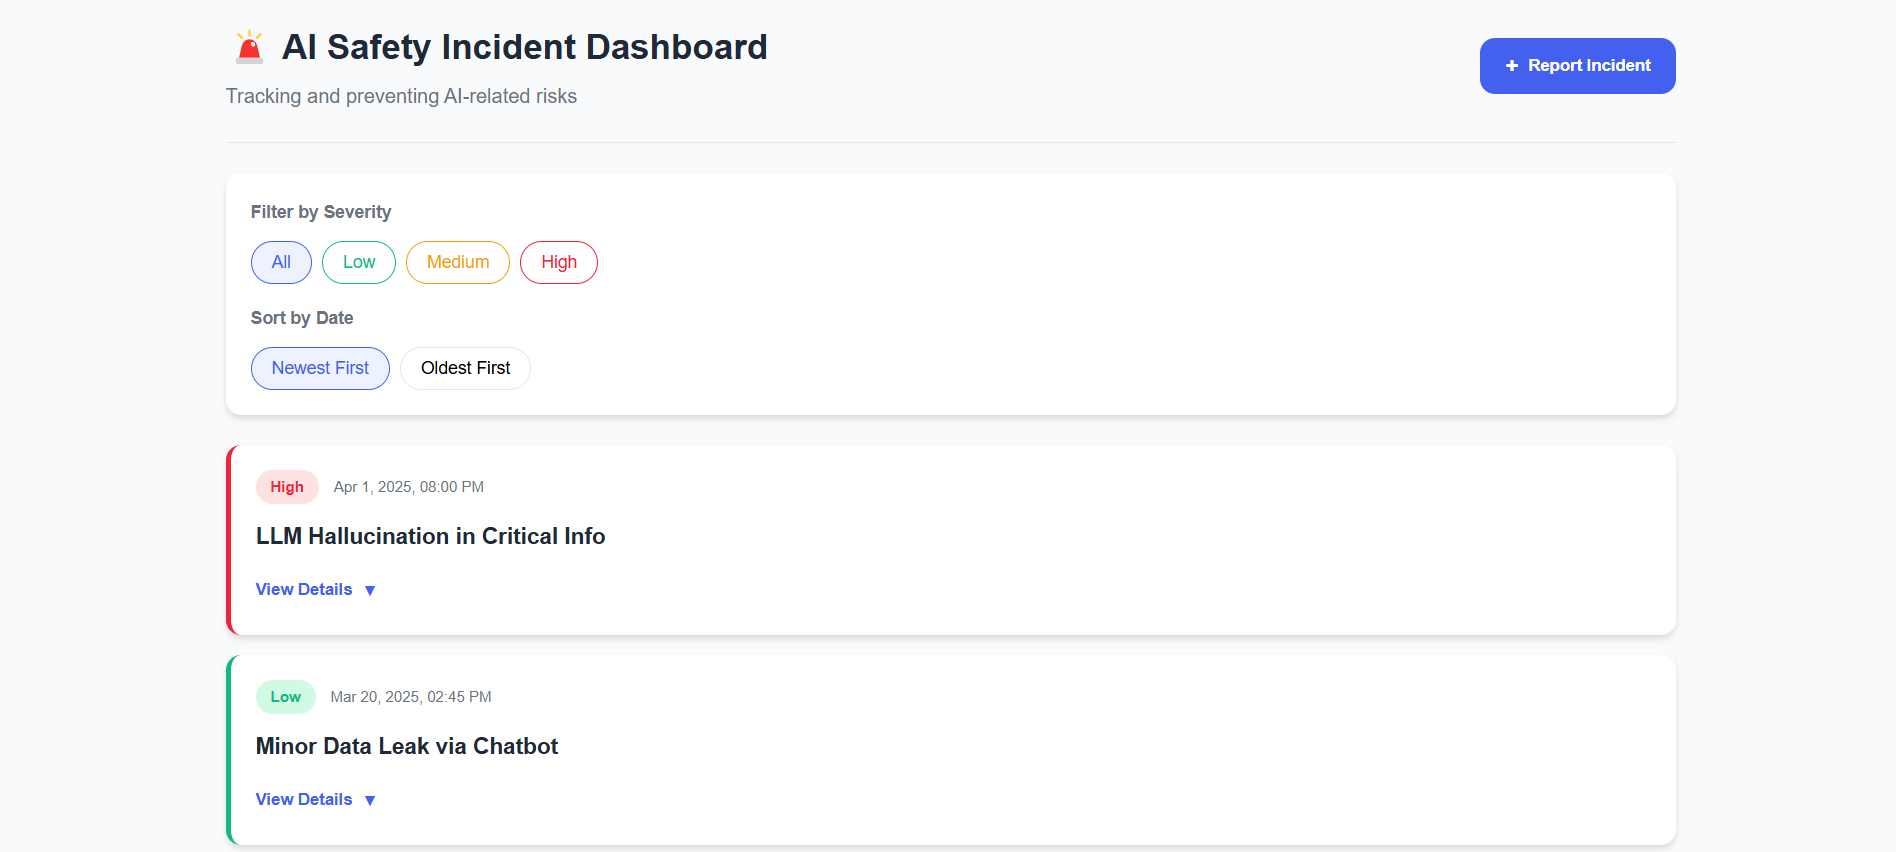 🚨 AI Safety Incident Dashboard
Tracking and preventing AI-related risks
+ Report Incident
Filter by Severity
All Low Medium High
Sort by Date
Newest First Oldest First
High Apr 1, 2025, 08:00 PM
LLM Hallucination in Critical Info
View Details ▼
Low Mar 20, 2025, 02:45 PM
Minor Data Leak via Chatbot
View Details ▼